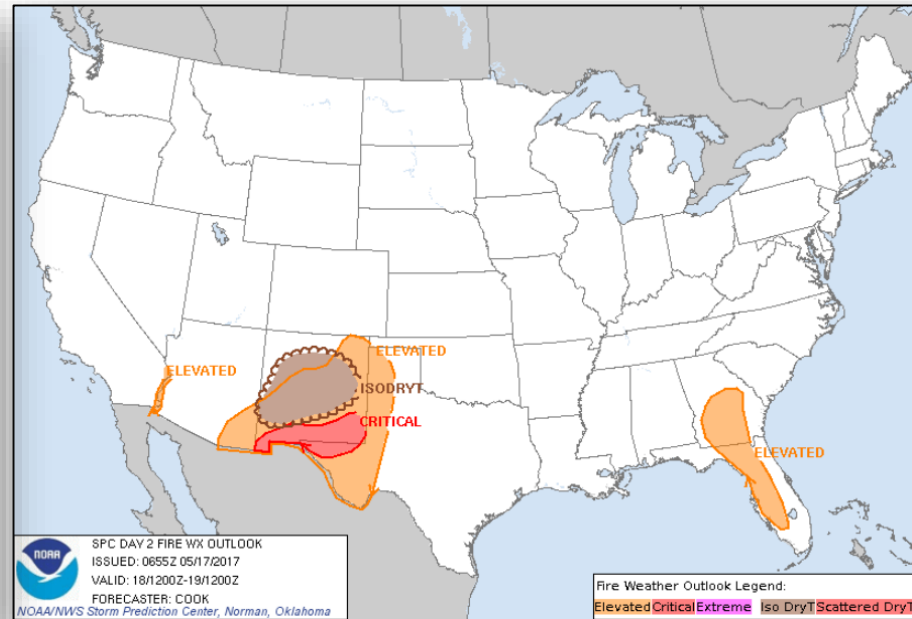 ELEVATED
ELEVATED
ISODRYT
CRITICAL
ELEVATED
NOAA
SPC DAY 2 FIRE WX OUTLOOK
ISSUED: 0655Z 05/17/2017
VALID: 18/1200Z-19/1200Z
FORECASTER: COOK
NOAA/NWS Storm Prediction Center, Norman, Oklahoma
Fire Weather Outlook Legend:
Elevated Critical Extreme Iso DryT Scattered DryT